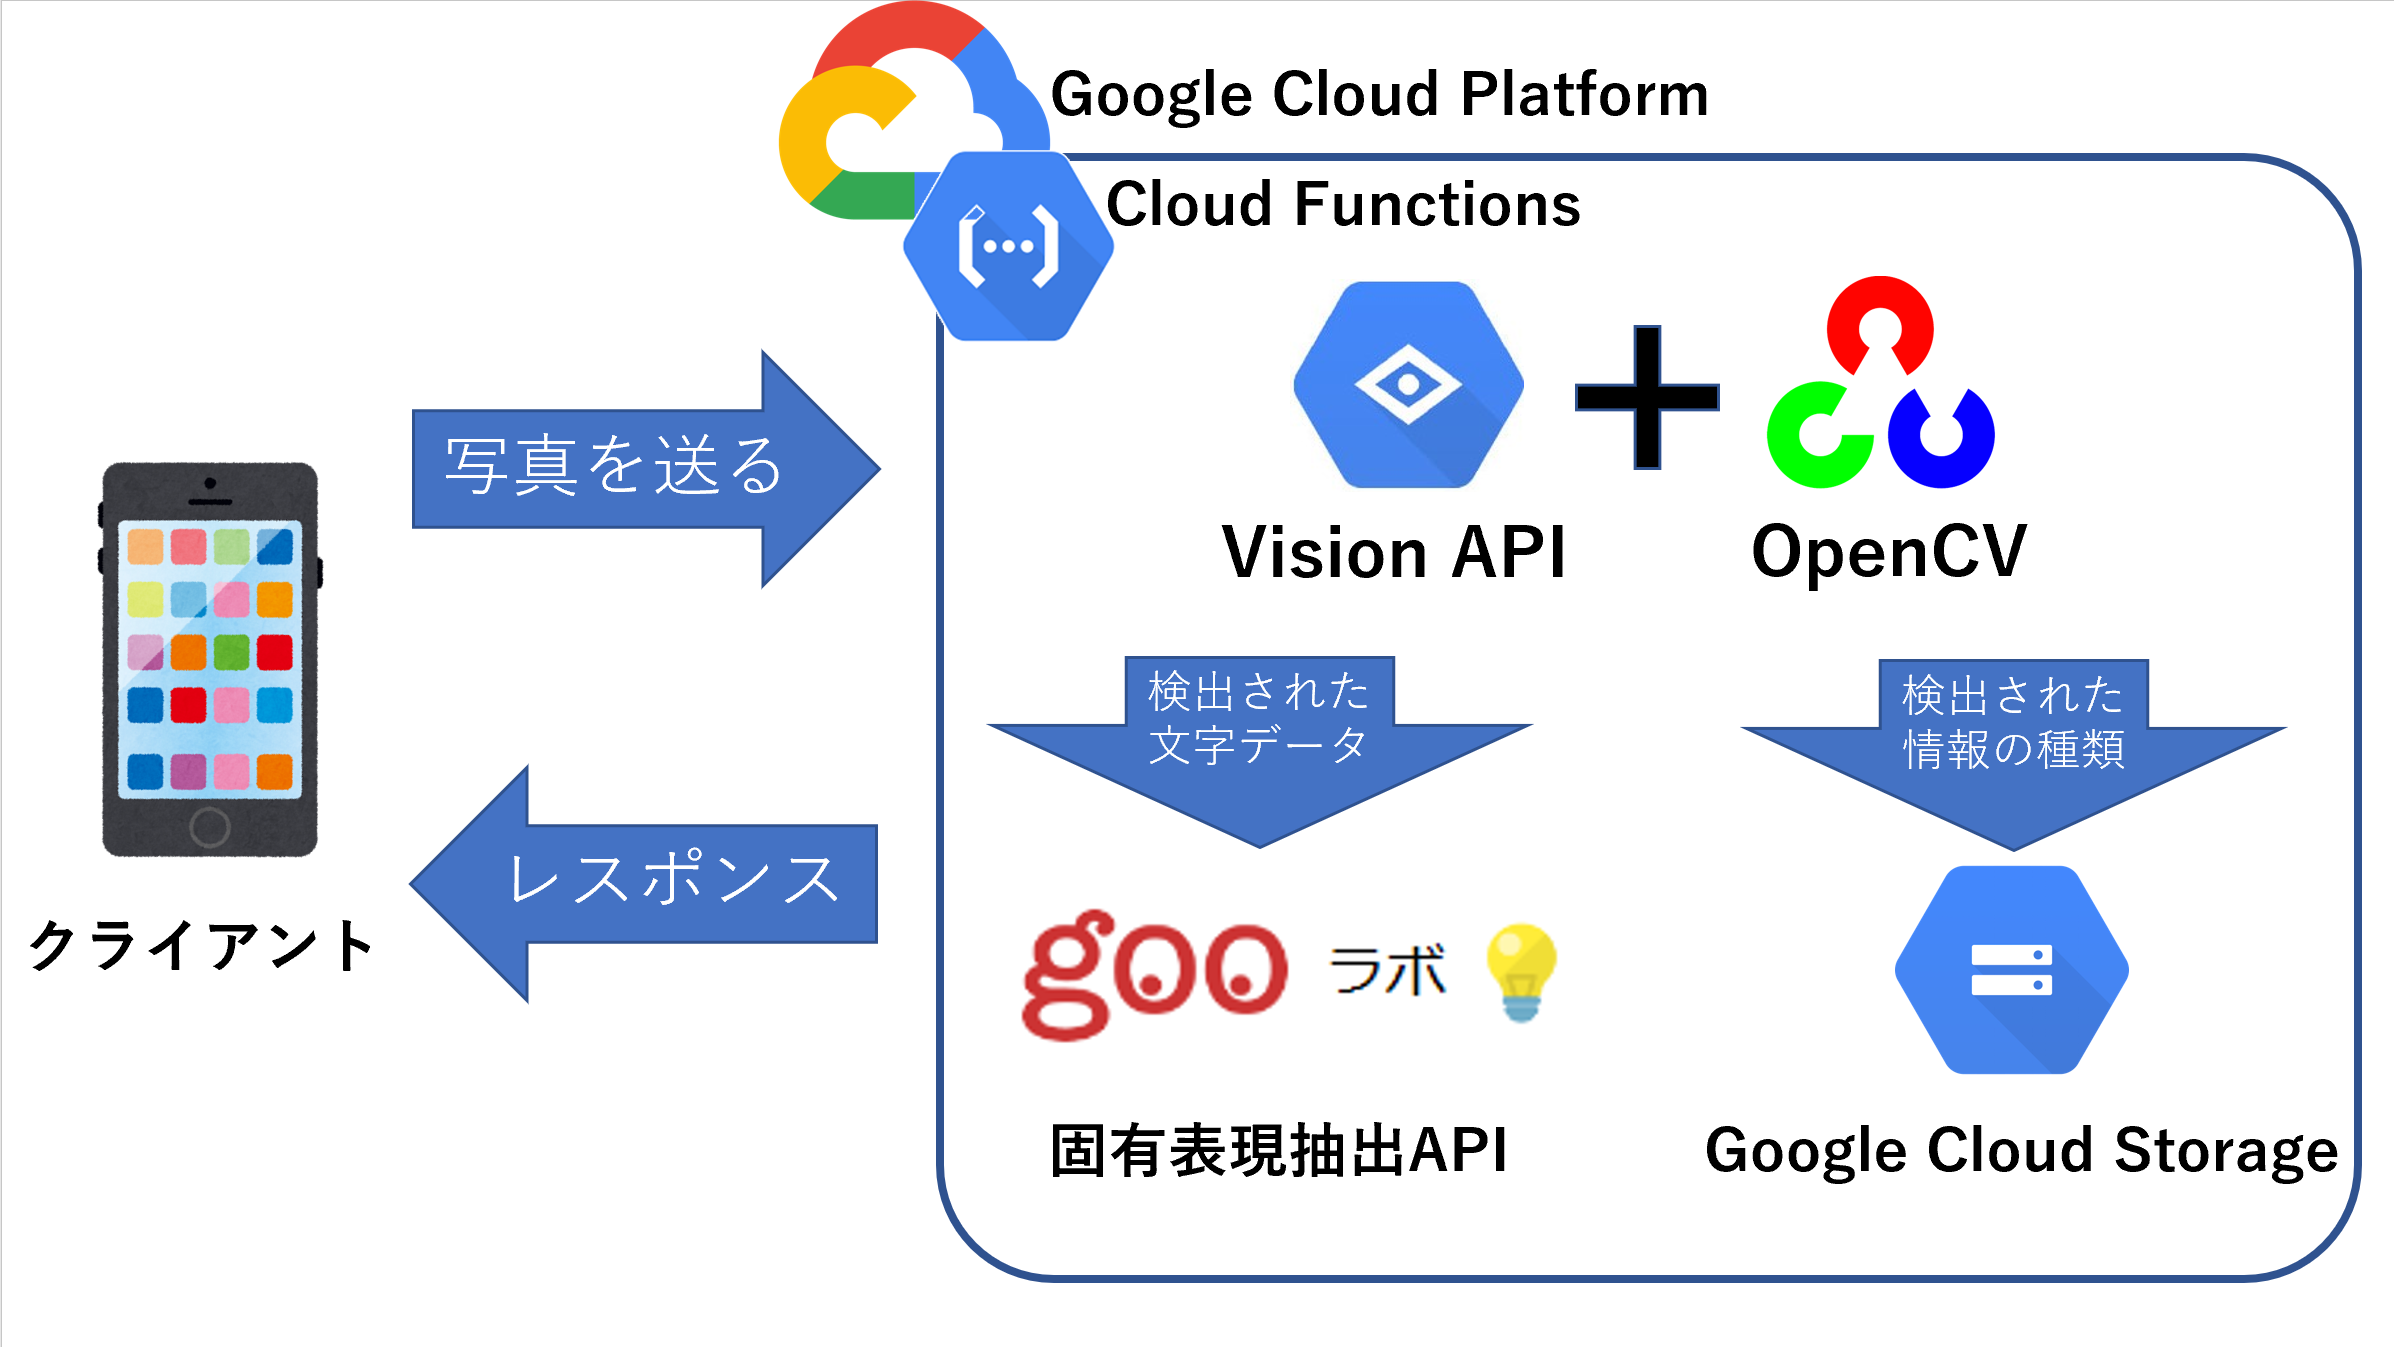 Google Cloud Platform
Cloud Functions
写真を送る
Vision API
OpenCV
検出された
文字データ
検出された
情報の種類
レスポンス
クライアント
goo ラボ
固有表現抽出API
Google Cloud Storage